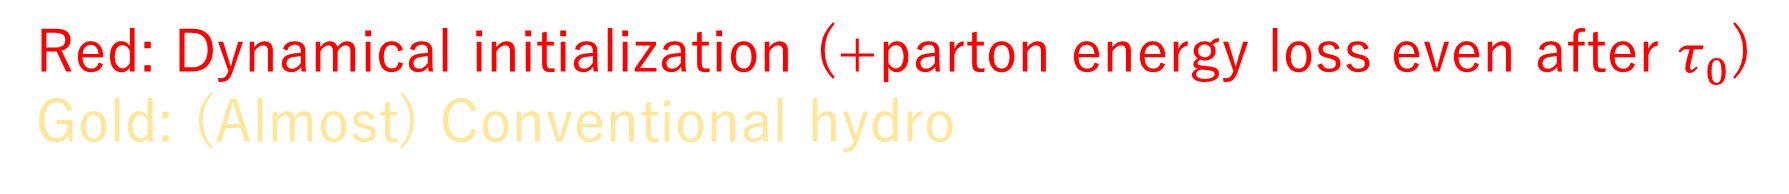 Red: Dynamical initialization (+parton energy loss even after τ₀)
Gold: (Almost) Conventional hydro